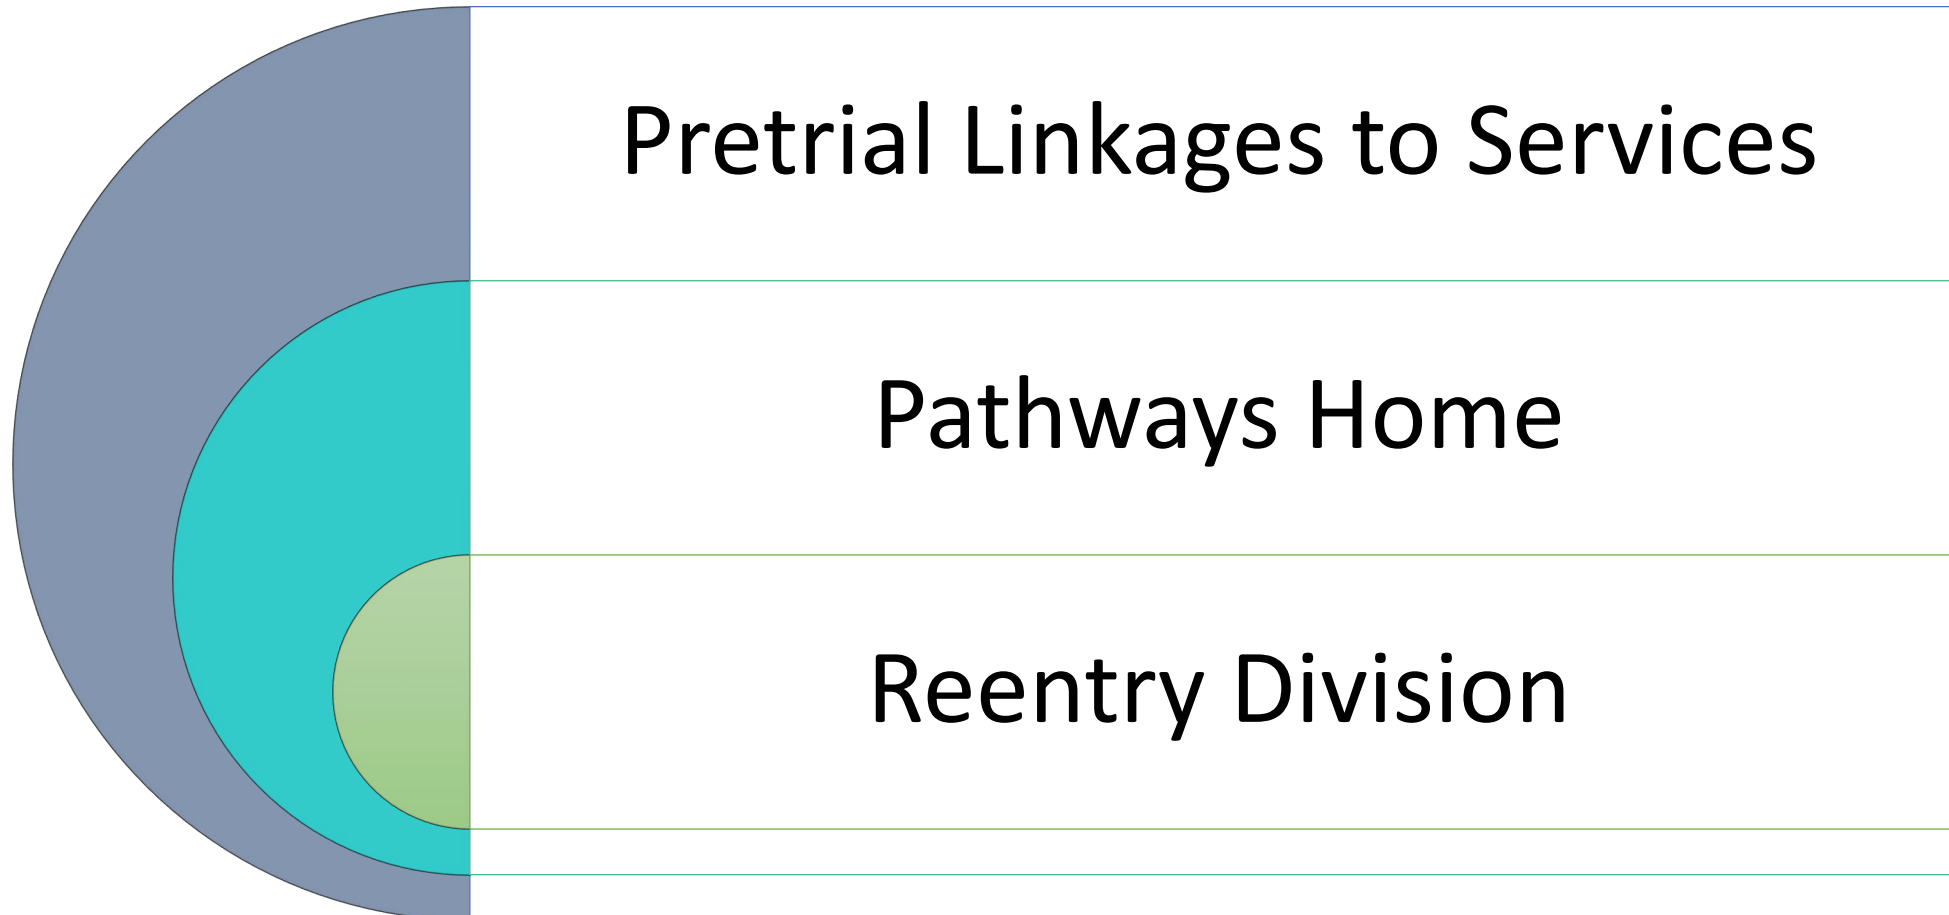 Pretrial Linkages to Services
Pathways Home
Reentry Division